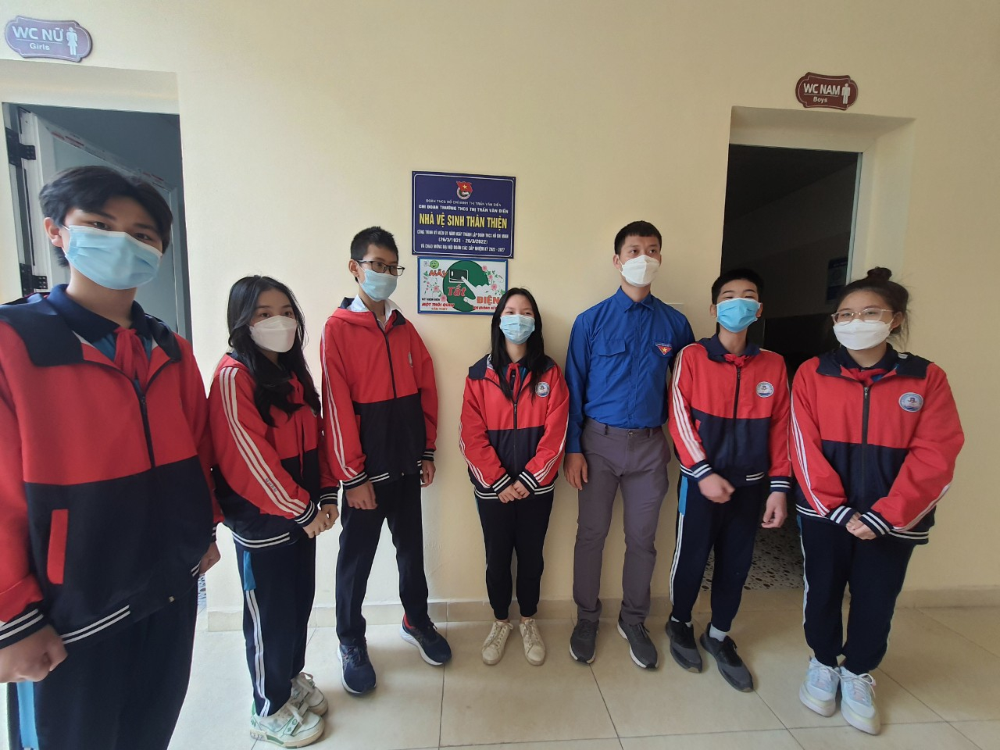 WC NỮ
Girls
WC NAM
Boys
ĐOÀN TNCS HỒ CHÍ MINH THỊ TRẤN VĂN ĐIỂN
CHI ĐOÀN TRƯỜNG THCS THỊ TRẤN VĂN ĐIỂN
NHÀ VỆ SINH THÂN THIỆN
CÔNG TRÌNH KỶ NIỆM 91 NĂM NGÀY THÀNH LẬP ĐOÀN TNCS HỒ CHÍ MINH
(26/3/1931 - 26/3/2022)
VÀ CHÀO MỪNG ĐẠI HỘI ĐOÀN CÁC CẤP NHIỆM KỲ 2022 - 2027
HÃY
Tắt
ĐIỆN
TIẾT KIỆM ĐIỆN
MỘT THÓI QUEN